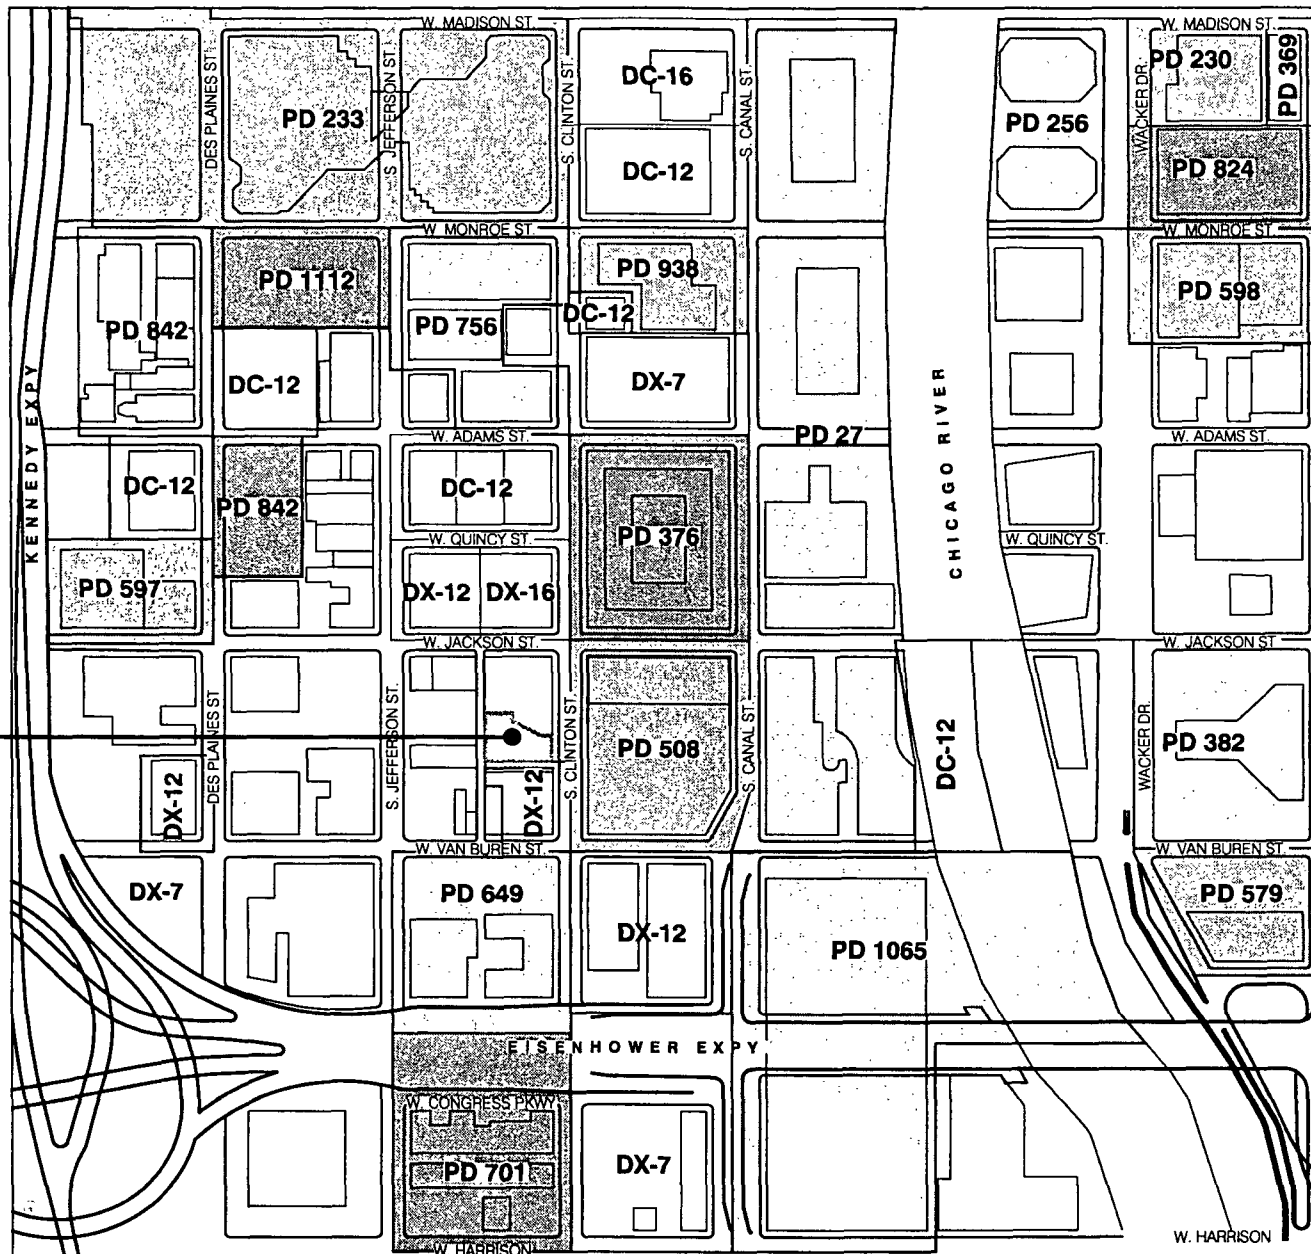 W. MADISON ST.
W. MADISON ST.
DES PLAINES ST
S. JEFFERSON ST.
S. CLINTON ST.
S. CANAL ST.
WACKER DR.
DC-16
PD 230
PD 369
PD 233
PD 256
DC-12
PD 824
W. MONROE ST.
W. MONROE ST.
PD 1112
PD 938
PD 598
PD 842
PD 756
DC-12
DC-12
DX-7
KENNEDY EXPY
CHICAGO RIVER
W. ADAMS ST.
PD 27
W. ADAMS ST.
DC-12
PD 842
DC-12
PD 376
W. QUINCY ST.
W. QUINCY ST.
PD 597
DX-12
DX-16
W. JACKSON ST.
W. JACKSON ST
DES PLAINES ST
S. JEFFERSON ST.
S. CLINTON ST.
S. CANAL ST.
WACKER DR.
PD 508
DC-12
PD 382
DX-12
DX-12
W. VAN BUREN ST.
W. VAN BUREN ST.
DX-7
PD 649
PD 579
DX-12
PD 1065
EISENHOWER EXPY
W. CONGRESS PKWY
PD 701
DX-7
W. HARRISON
W. HARRISON